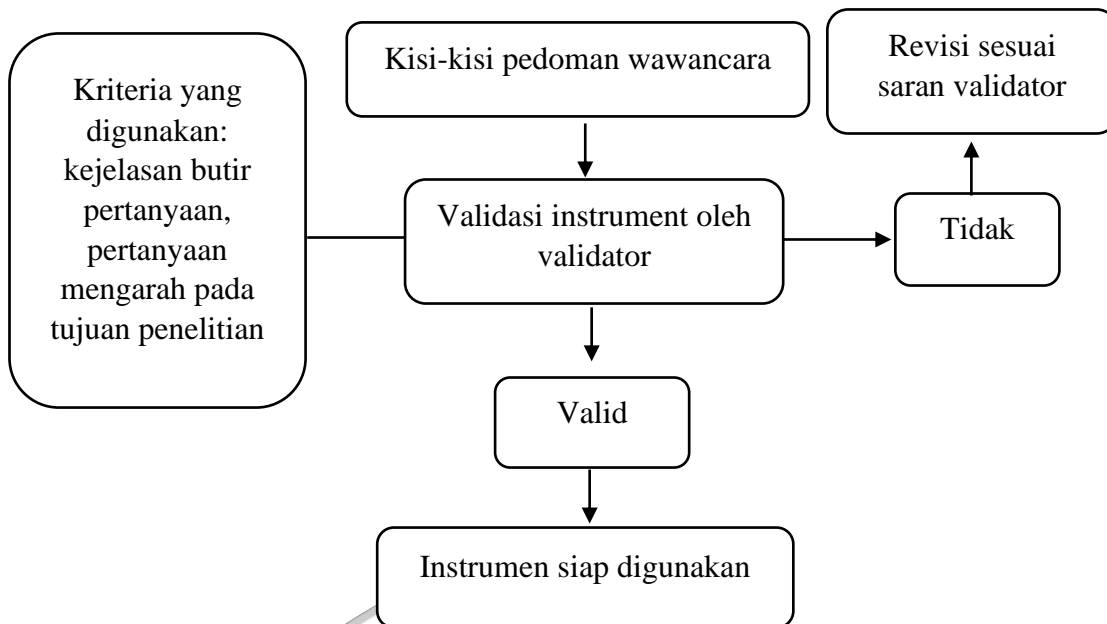 Kriteria yang
digunakan:
kejelasan butir
pertanyaan,
pertanyaan
mengarah pada
tujuan penelitian
Kisi-kisi pedoman wawancara
Revisi sesuai
saran validator
Validasi instrument oleh
validator
Tidak
Valid
Instrumen siap digunakan